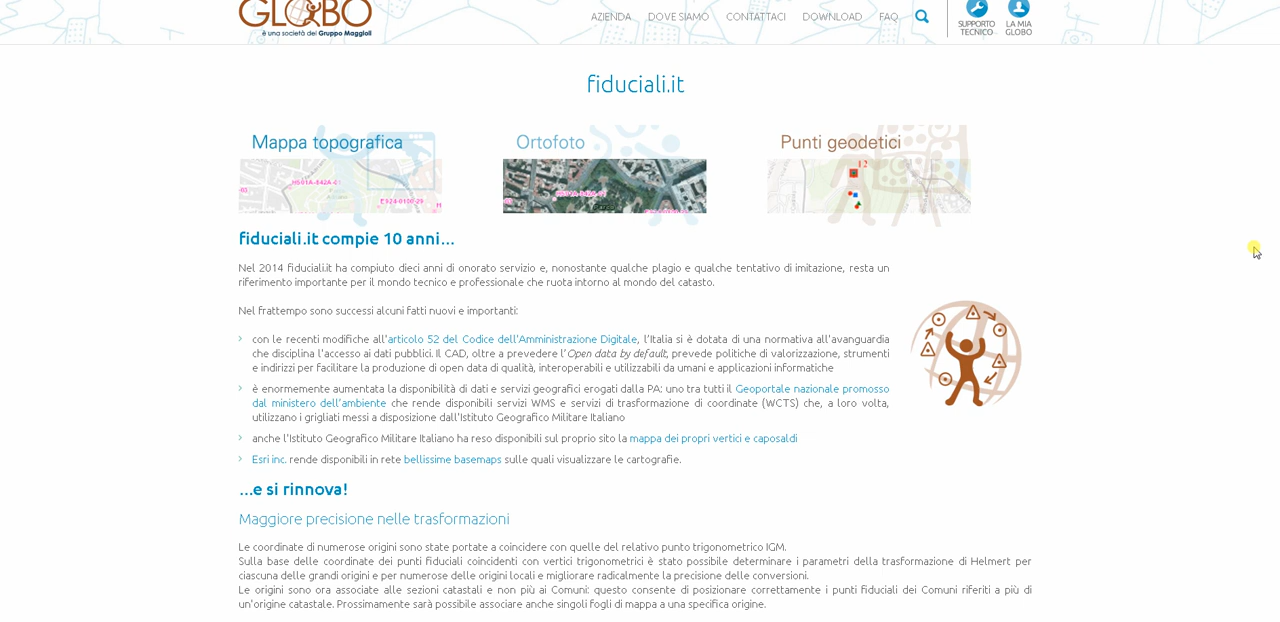 GLOBO
è una società del Gruppo Maggioli
AZIENDA DOVE SIAMO CONTATTACI DOWNLOAD FAQ
SUPPORTO TECNICO
LA MIA GLOBO
fiduciali.it
Mappa topografica
Ortofoto
Punti geodetici
fiduciali.it compie 10 anni...
Nel 2014 fiduciali.it ha compiuto dieci anni di onorato servizio e, nonostante qualche plagio e qualche tentativo di imitazione, resta un
riferimento importante per il mondo tecnico e professionale che ruota intorno al mondo del catasto.
Nel frattempo sono successi alcuni fatti nuovi e importanti:
con le recenti modifiche all'articolo 52 del Codice dell'Amministrazione Digitale, l'Italia si è dotata di una normativa all'avanguardia
che disciplina l'accesso ai dati pubblici. Il CAD, oltre a prevedere l'Open data by default, prevede politiche di valorizzazione, strumenti
e indirizzi per facilitare la produzione di open data di qualità, interoperabili e utilizzabili da umani e applicazioni informatiche
è enormemente aumentata la disponibilità di dati e servizi geografici erogati dalla PA: uno tra tutti il Geoportale nazionale promosso
dal ministero dell'ambiente che rende disponibili servizi WMS e servizi di trasformazione di coordinate (WCTS) che, a loro volta,
utilizzano i grigliati messi a disposizione dall'Istituto Geografico Militare Italiano
anche l'Istituto Geografico Militare Italiano ha reso disponibili sul proprio sito la mappa dei propri vertici e caposaldi
Esri inc. rende disponibili in rete bellissime basemaps sulle quali visualizzare le cartografie.
...e si rinnova!
Maggiore precisione nelle trasformazioni
Le coordinate di numerose origini sono state portate a coincidere con quelle del relativo punto trigonometrico IGM.
Sulla base delle coordinate dei punti fiduciali coincidenti con vertici trigonometrici è stato possibile determinare i parametri della trasformazione di Helmert per
ciascuna delle grandi origini e per numerose delle origini locali e migliorare radicalmente la precisione delle conversioni.
Le origini sono ora associate alle sezioni catastali e non più ai Comuni: questo consente di posizionare correttamente i punti fiduciali dei Comuni riferiti a più di
un'origine catastale. Prossimamente sarà possibile associare anche singoli fogli di mappa a una specifica origine.